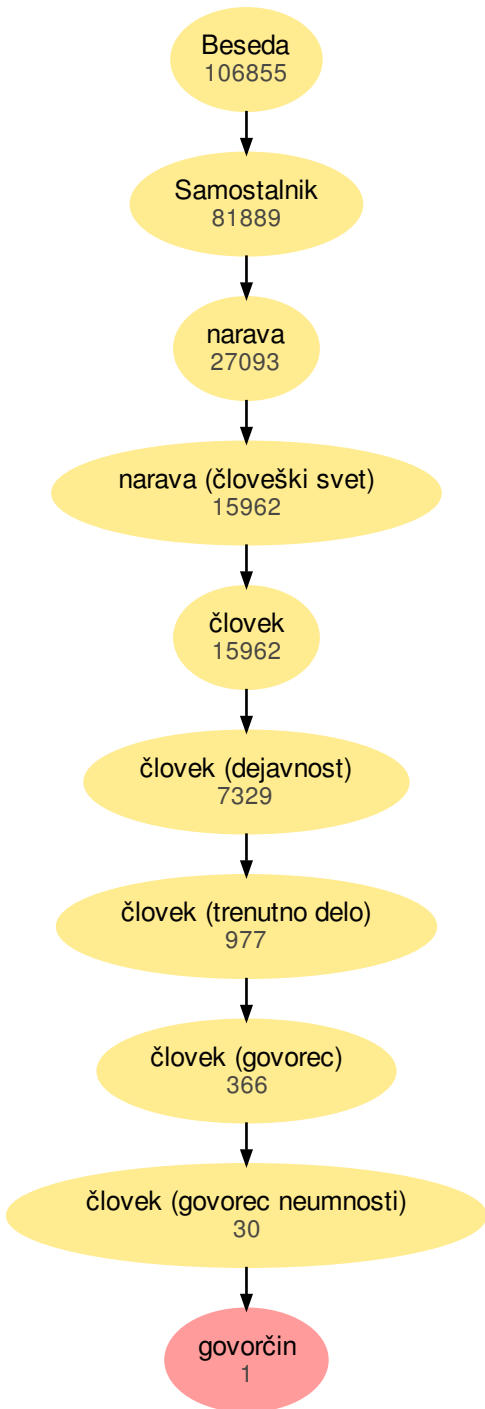 Beseda
106855
Samostalnik
81889
narava
27093
narava (človeški svet)
15962
človek
15962
človek (dejavnost)
7329
človek (trenutno delo)
977
človek (govorec)
366
človek (govorec neumnosti)
30
govorčin
1